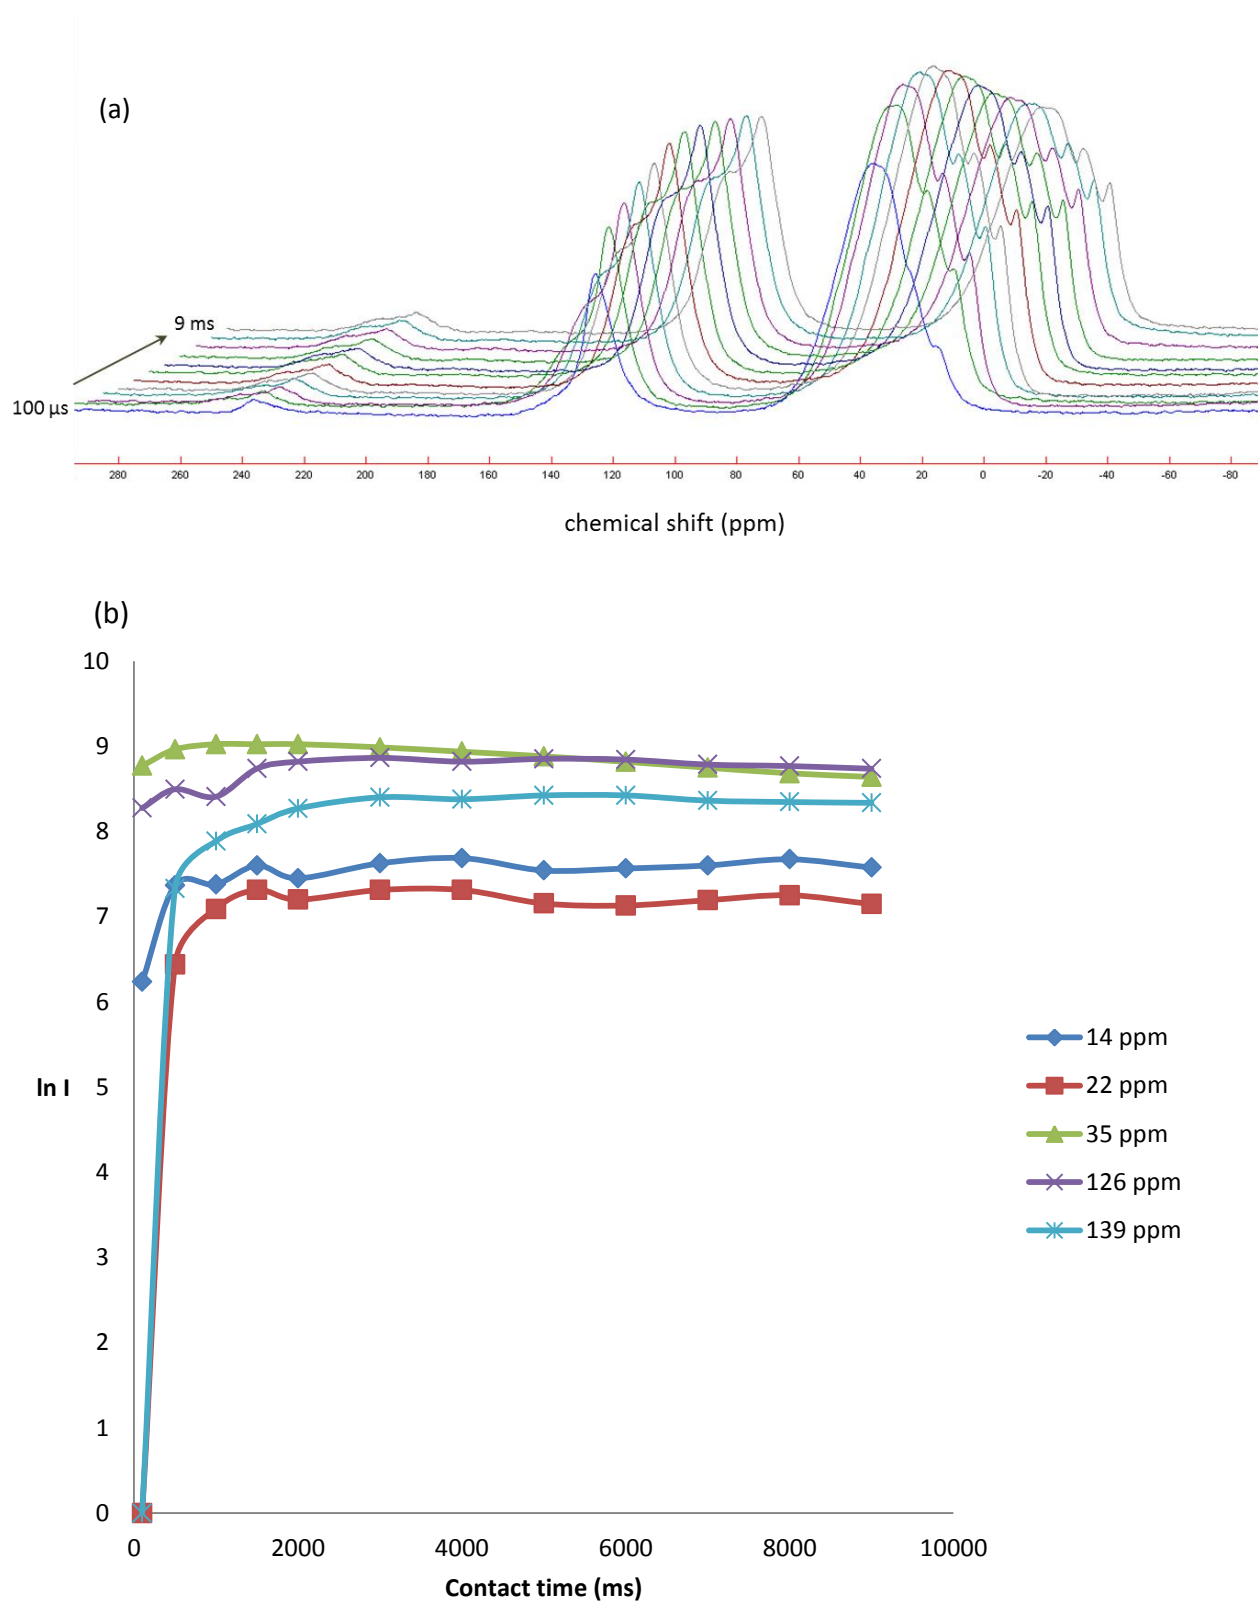 (a)
9 ms
100 µs
280 260 240 220 200 180 160 140 120 100 80 60 40 20 0 -20 -40 -60 -80
chemical shift (ppm)
(b)
10
9
8
7
6
5
4
3
2
1
0
ln I
0 2000 4000 6000 8000 10000
Contact time (ms)
14 ppm
22 ppm
35 ppm
126 ppm
139 ppm